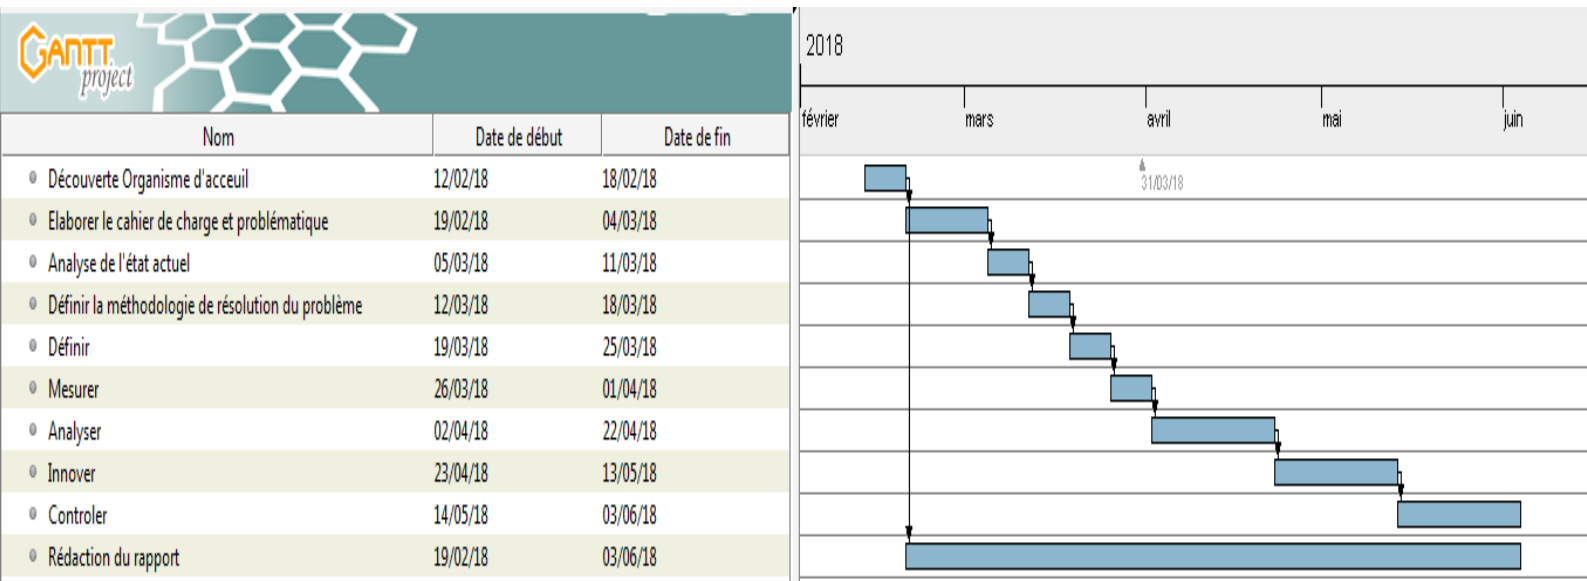 GANTT
project
2018
février mars avril mai juin
Nom Date de début Date de fin
31/03/18
Découverte Organisme d'acceuil 12/02/18 18/02/18
Elaborer le cahier de charge et problématique 19/02/18 04/03/18
Analyse de l'état actuel 05/03/18 11/03/18
Définir la méthodologie de résolution du problème 12/03/18 18/03/18
Définir 19/03/18 25/03/18
Mesurer 26/03/18 01/04/18
Analyser 02/04/18 22/04/18
Innover 23/04/18 13/05/18
Controler 14/05/18 03/06/18
Rédaction du rapport 19/02/18 03/06/18